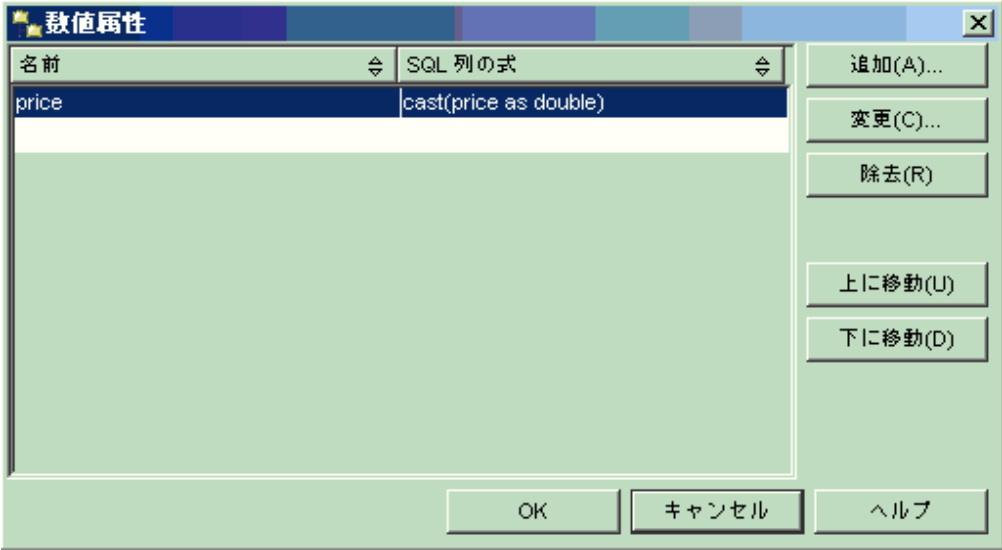 数値属性
名前 SQL 列の式
price cast(price as double)
追加(A)...
変更(C)...
除去(R)
上に移動(U)
下に移動(D)
OK キャンセル ヘルプ